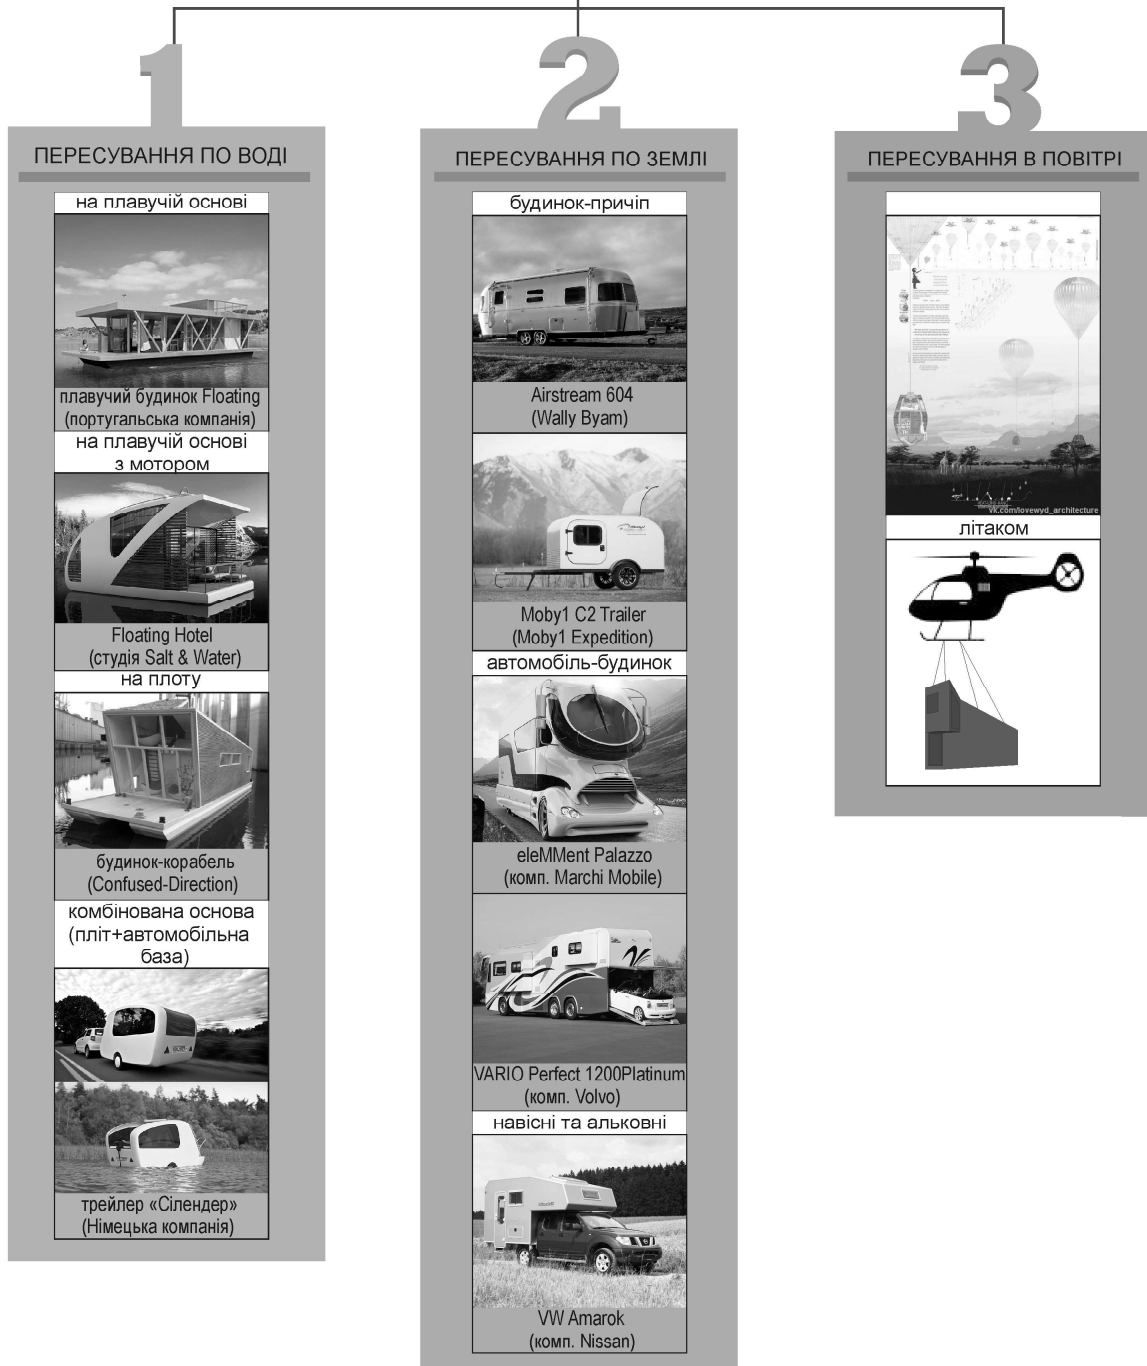 1
ПЕРЕСУВАННЯ ПО ВОДІ
на плавучій основі
плавучий будинок Floating
(португальська компанія)
на плавучій основі
з мотором
Floating Hotel
(студія Salt & Water)
на плоту
будинок-корабель
(Confused-Direction)
комбінована основа
(пліт+автомобільна
база)
трейлер «Сілендер»
(Німецька компанія)
2
ПЕРЕСУВАННЯ ПО ЗЕМЛІ
будинок-причіп
Airstream 604
(Wally Byam)
Moby1 C2 Trailer
(Moby1 Expedition)
автомобіль-будинок
eleMMent Palazzo
(комп. Marchi Mobile)
VARIO Perfect 1200Platinum
(комп. Volvo)
навісні та альковні
VW Amarok
(комп. Nissan)
3
ПЕРЕСУВАННЯ В ПОВІТРІ
vk.com/lovewyd_architecture
літаком